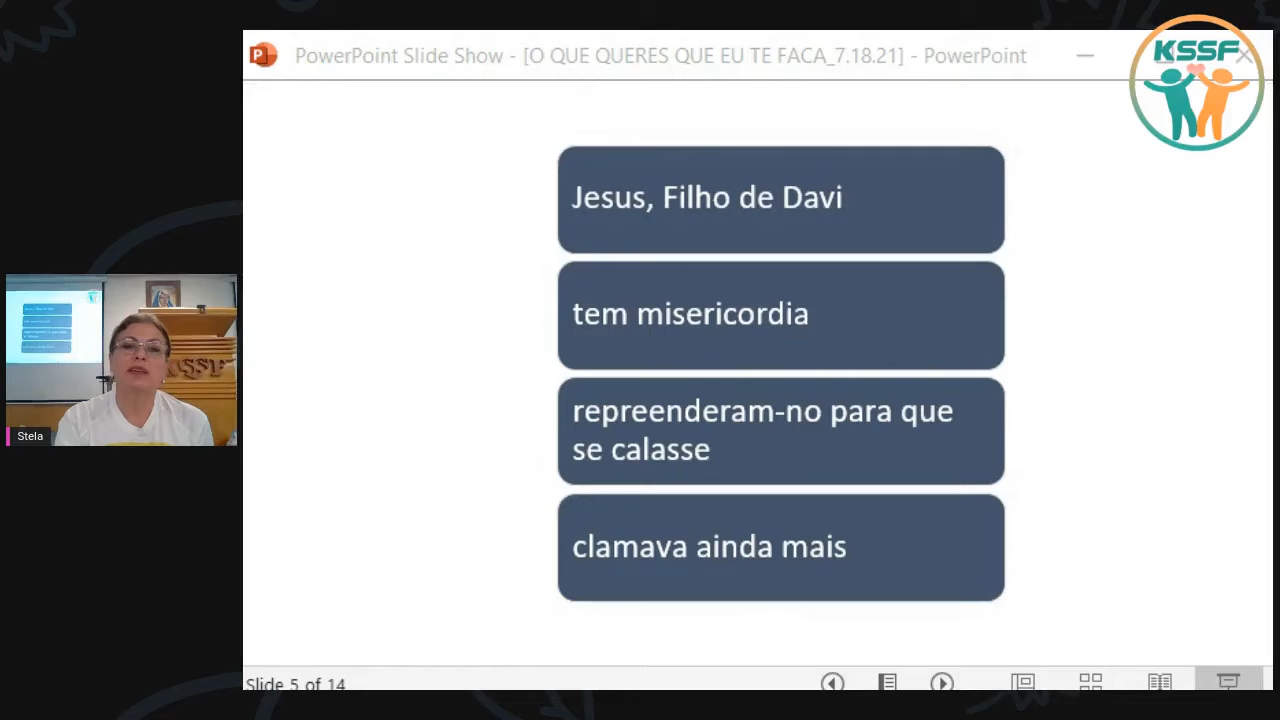 PowerPoint Slide Show - [O QUE QUERES QUE EU TE FACA_7.18.21] - PowerPoint
KSSF
Jesus, Filho de Davi
tem misericordia
repreenderam-no para que
se calasse
clamava ainda mais
KSSF
Stela
Slide 5 of 14